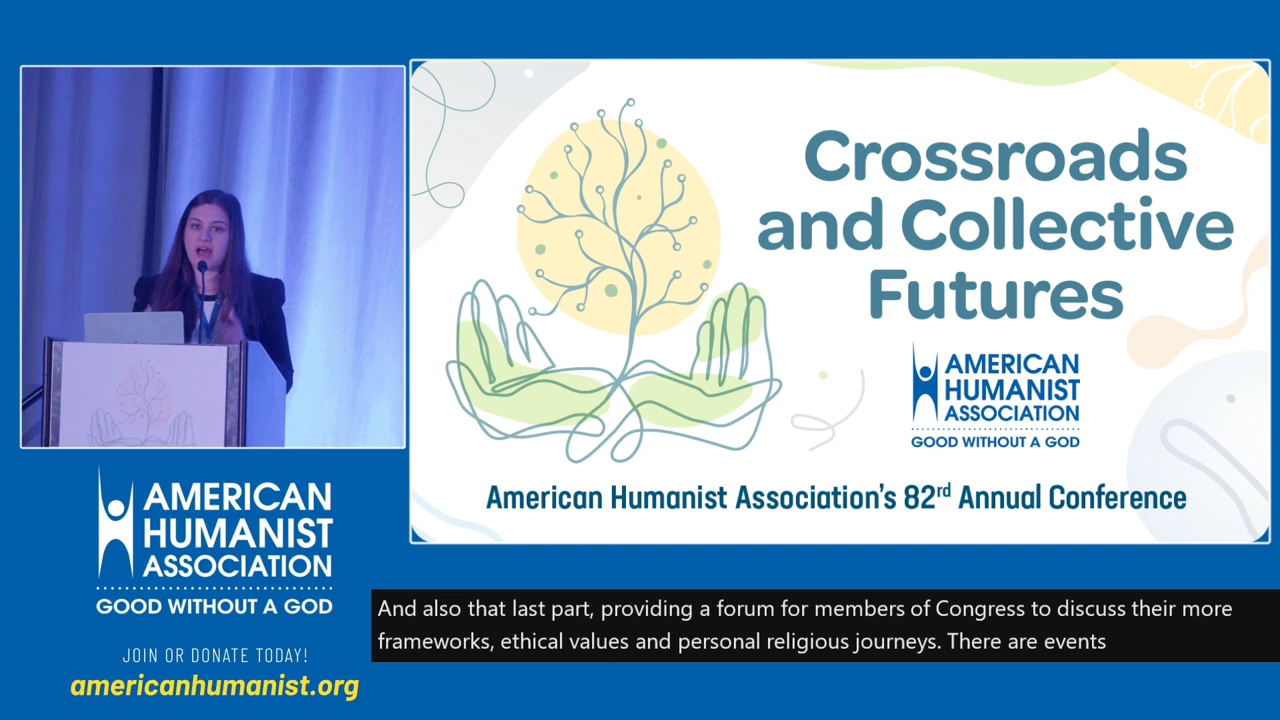 Crossroads
and Collective
Futures
AMERICAN
HUMANIST
ASSOCIATION
GOOD WITHOUT A GOD
American Humanist Association's 82rd Annual Conference
AMERICAN
HUMANIST
ASSOCIATION
GOOD WITHOUT A GOD
JOIN OR DONATE TODAY!
americanhumanist.org
And also that last part, providing a forum for members of Congress to discuss their more
frameworks, ethical values and personal religious journeys. There are events